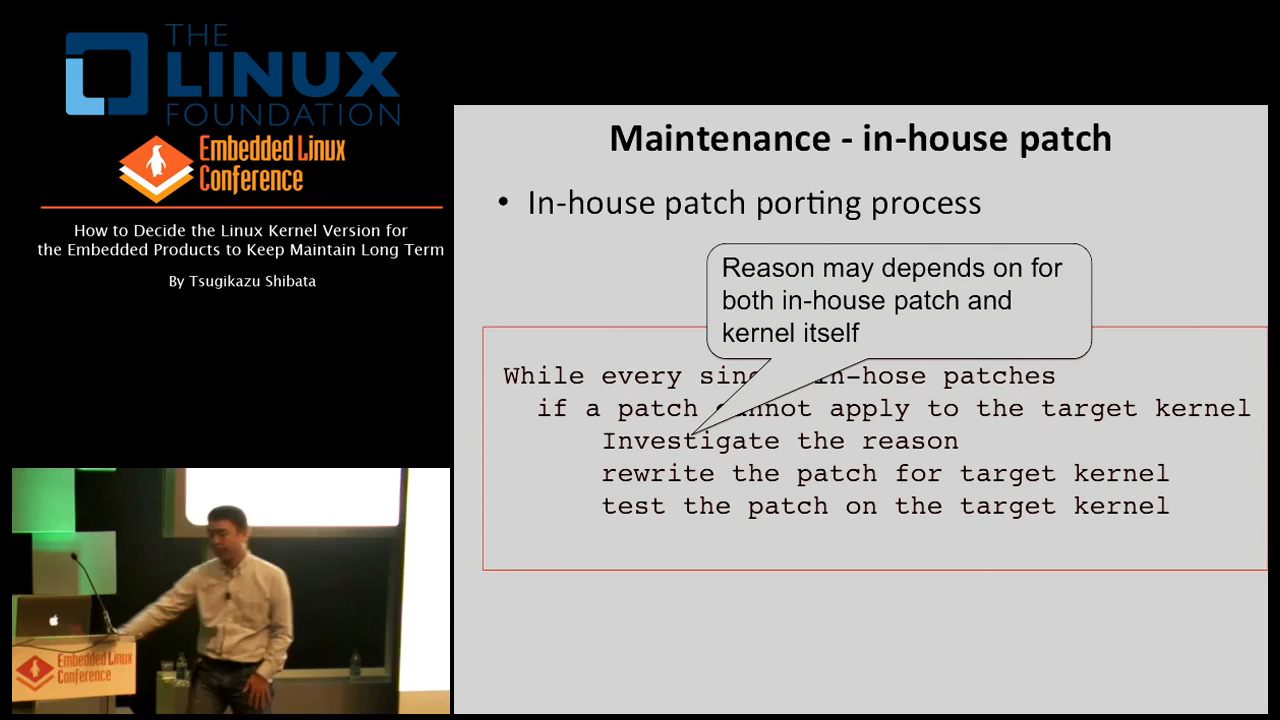 THE
LINUX
FOUNDATION
Embedded Linux
Conference
How to Decide the Linux Kernel Version for
the Embedded Products to Keep Maintain Long Term
By Tsugikazu Shibata
Maintenance - in-house patch
• In-house patch porting process
Reason may depends on for
both in-house patch and
kernel itself
While every in-hose patches
if a patch to the target kernel
Investigate the reason
rewrite the patch for target kernel
test the patch on the target kernel
Embedded Linux
Conference